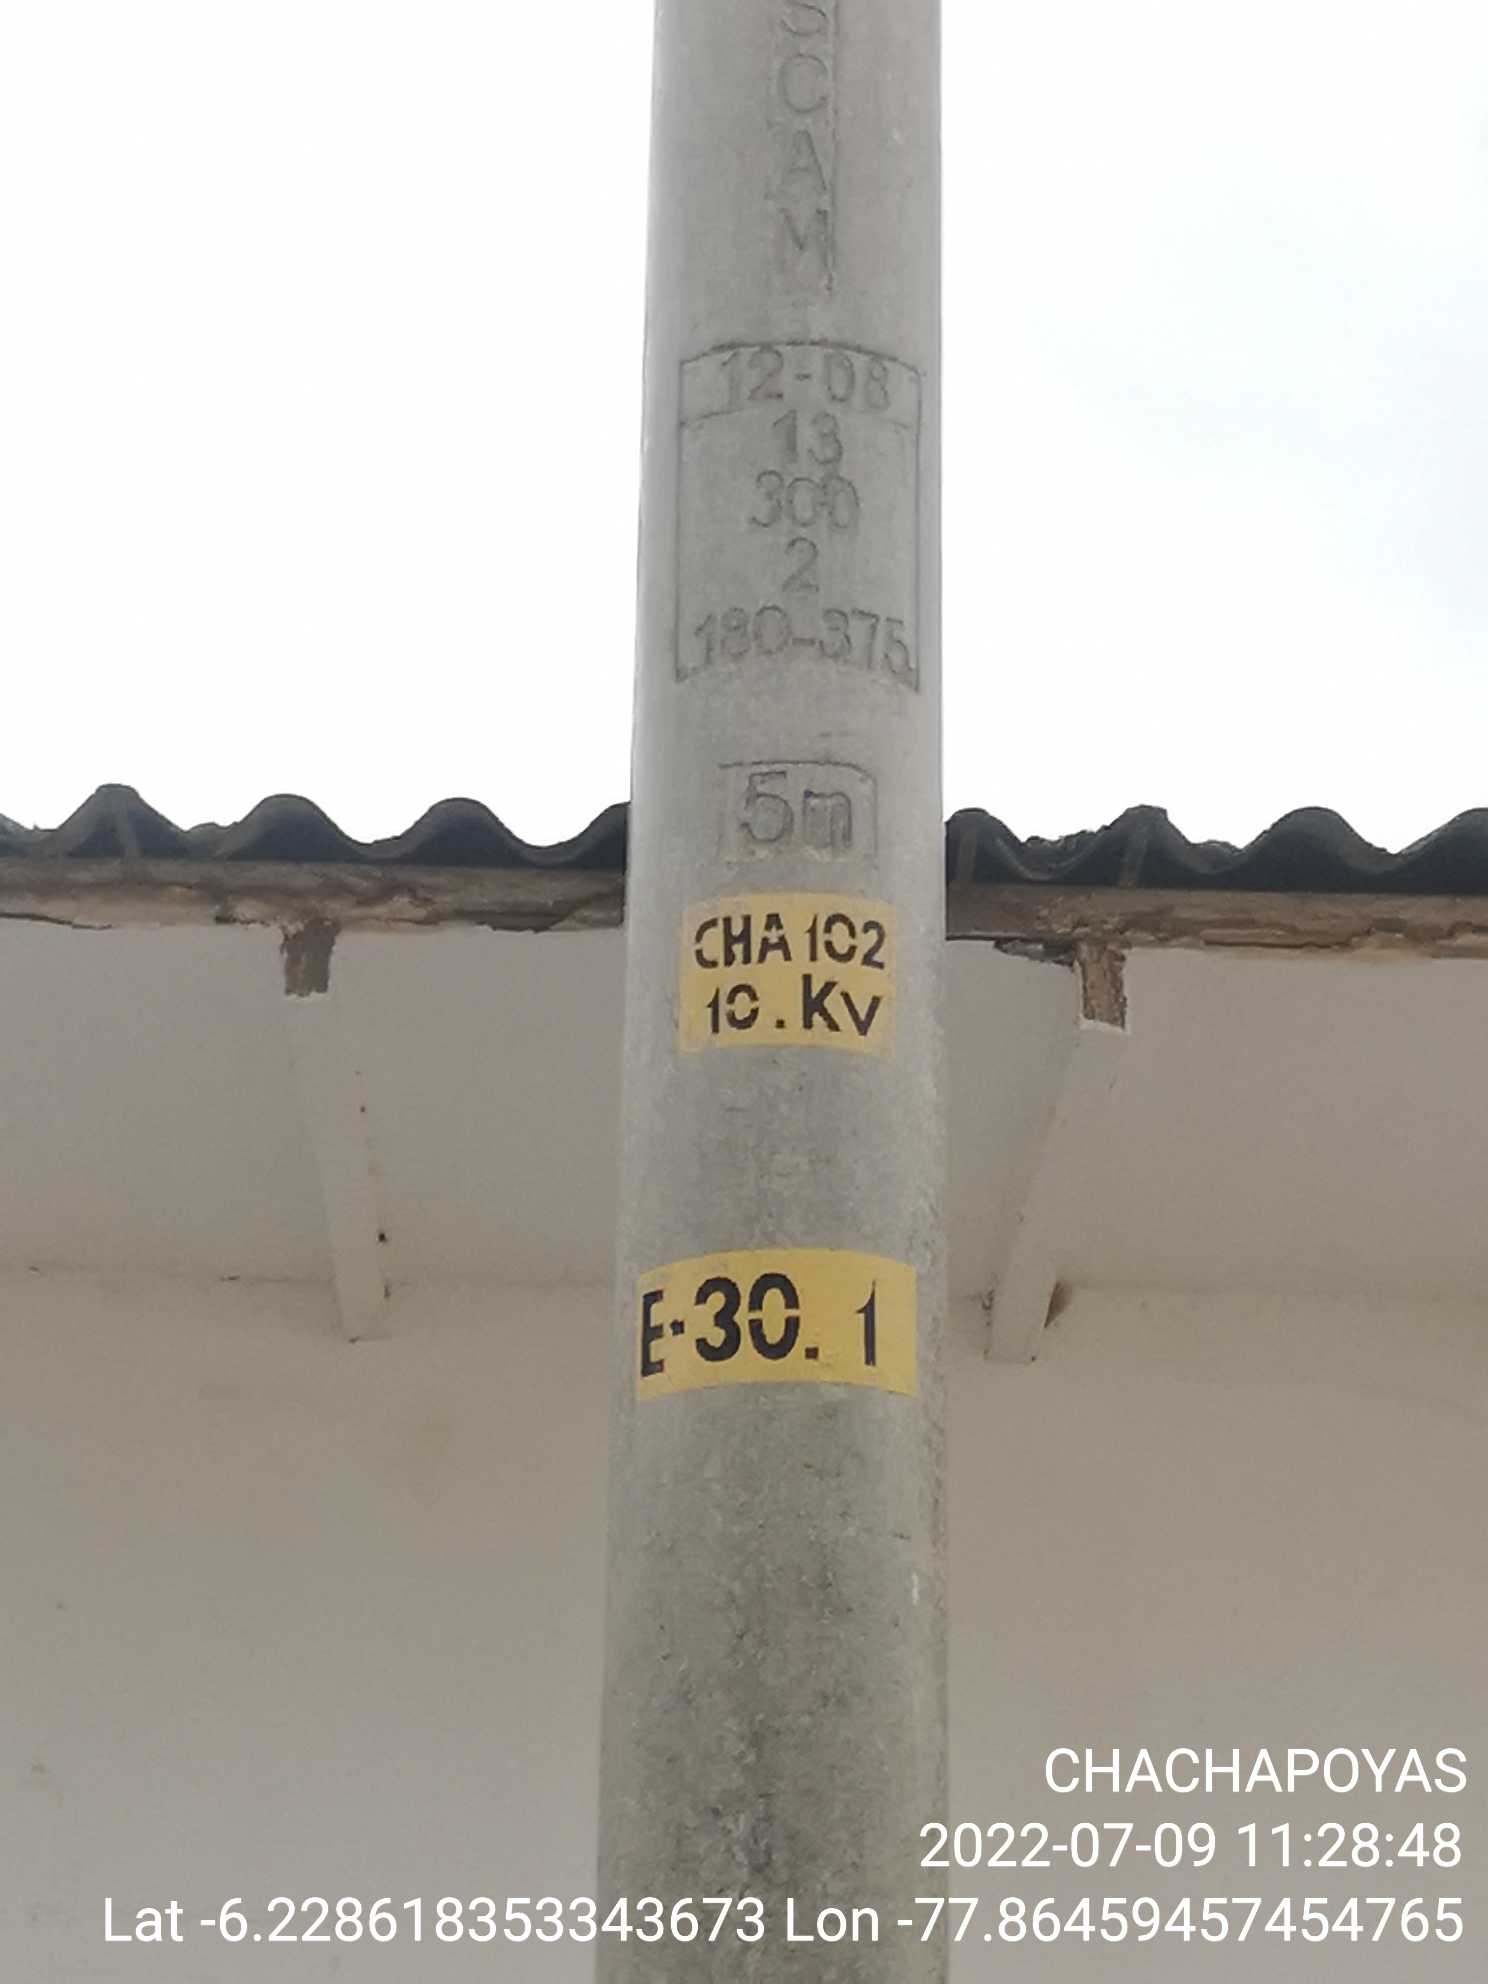 SCAM
12-08
13
300
2
180-375
5m
CHA 102
10.KV
E-30.1
CHACHAPOYAS
2022-07-09 11:28:48
Lat -6.228618353343673 Lon -77.86459457454765